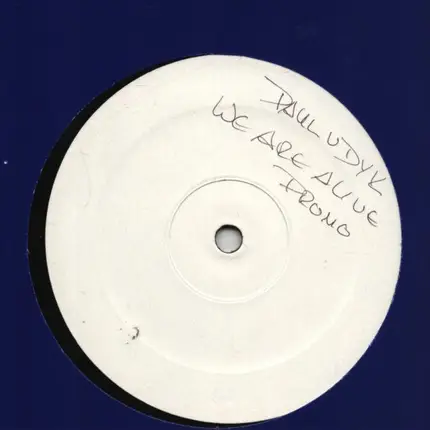 PAUL V DYK
WE ARE ALIVE
PROMO